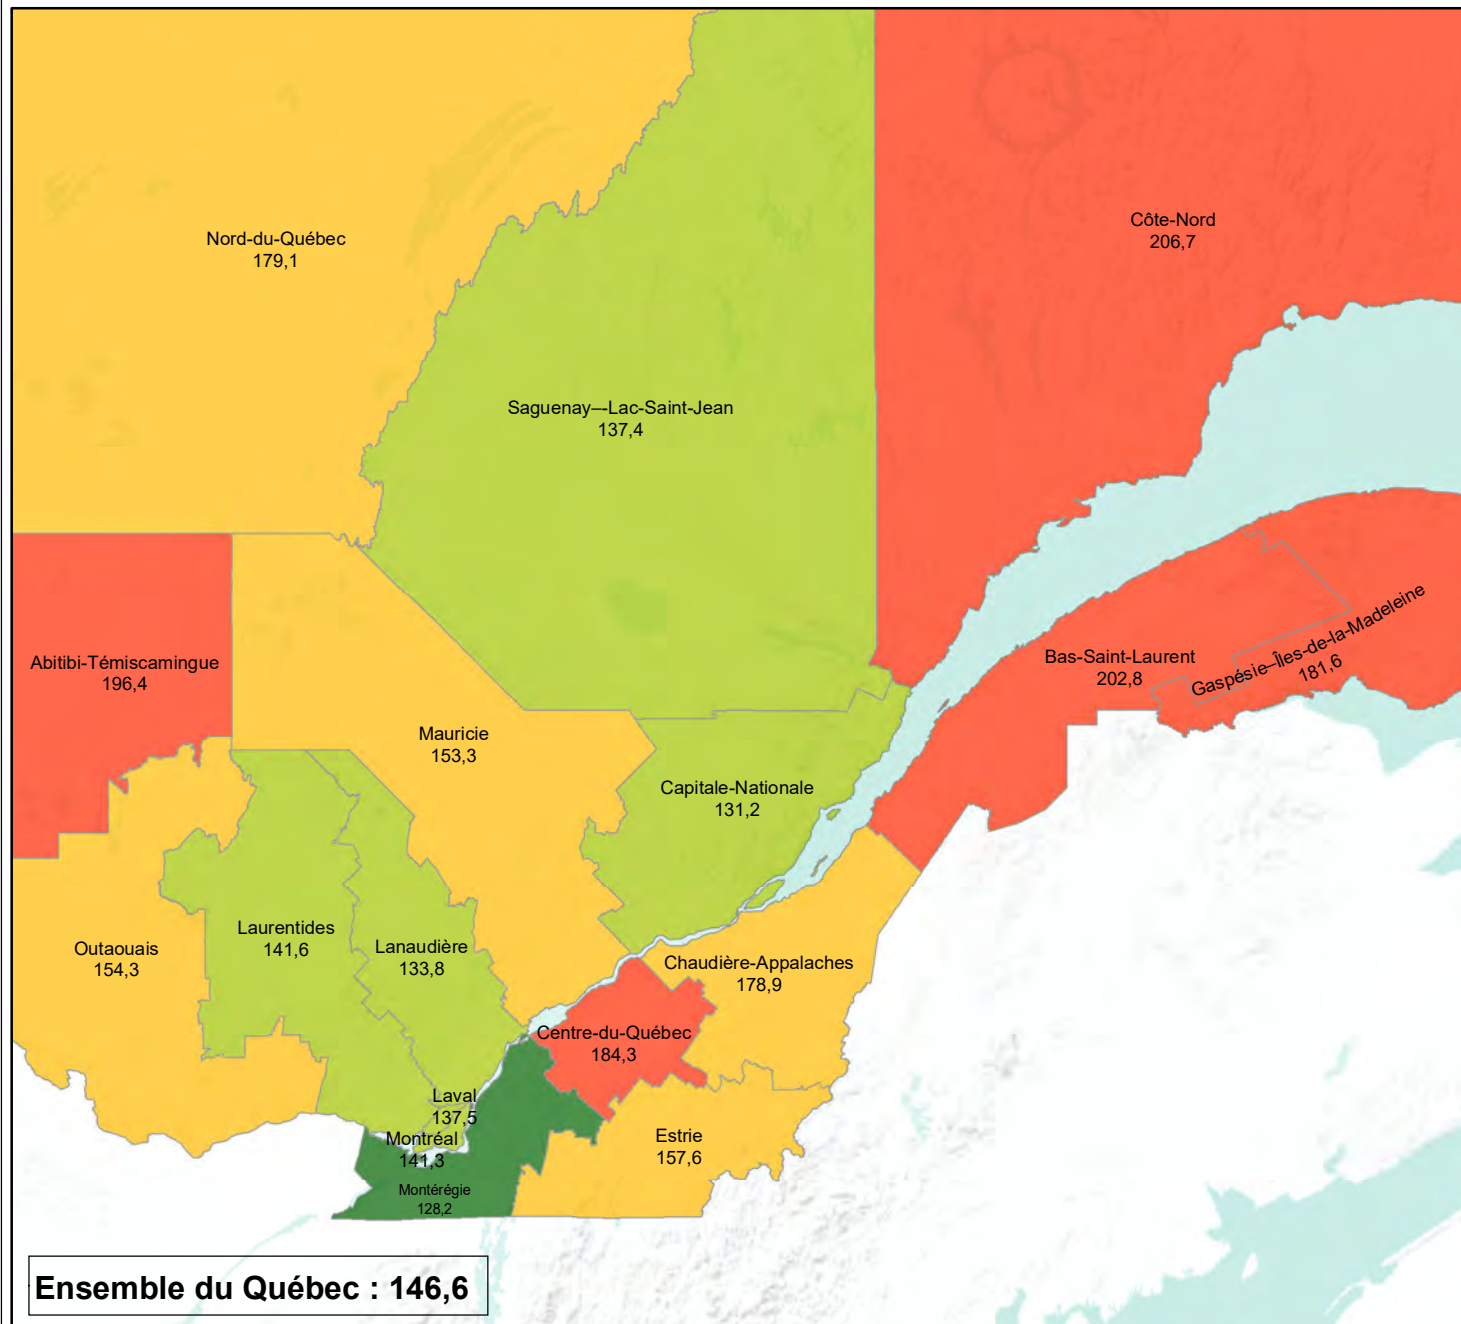 Côte-Nord
206,7
Nord-du-Québec
179,1
Saguenay—Lac-Saint-Jean
137,4
Gaspésie–Îles-de-la-Madeleine
181,6
Bas-Saint-Laurent
202,8
Abitibi-Témiscamingue
196,4
Mauricie
153,3
Capitale-Nationale
131,2
Laurentides
141,6
Lanaudière
133,8
Outaouais
154,3
Chaudière-Appalaches
178,9
Centre-du-Québec
184,3
Laval
137,5
Montréal
141,3
Estrie
157,6
Montérégie
128,2
Ensemble du Québec : 146,6